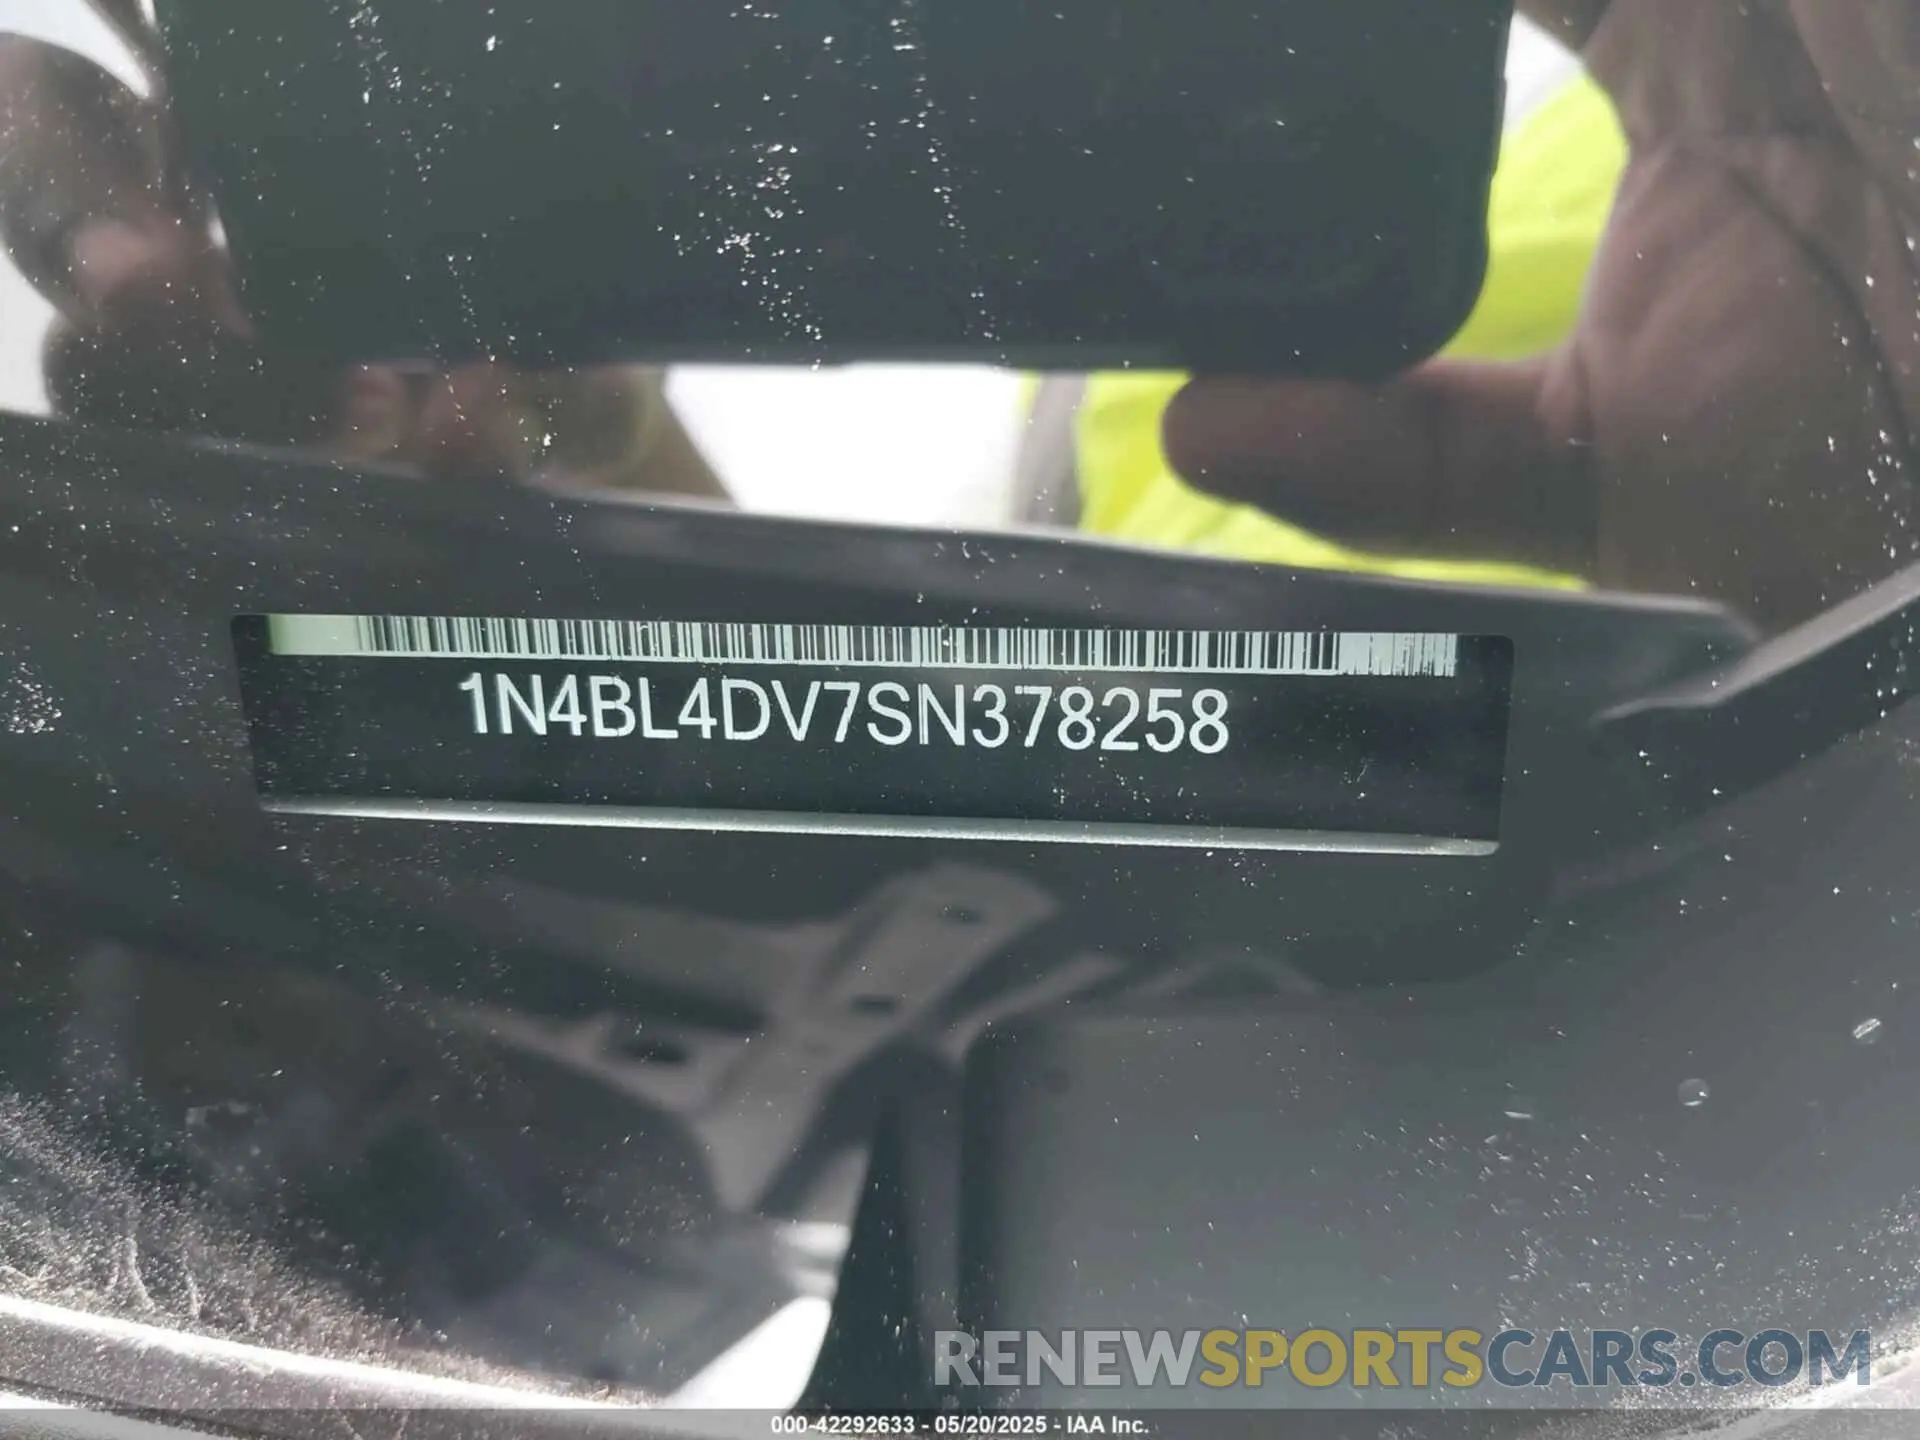 1N4BL4DV7SN378258
RENEWSPORTSCARS.COM
000-42292633 - 05/20/2025 - IAA Inc.